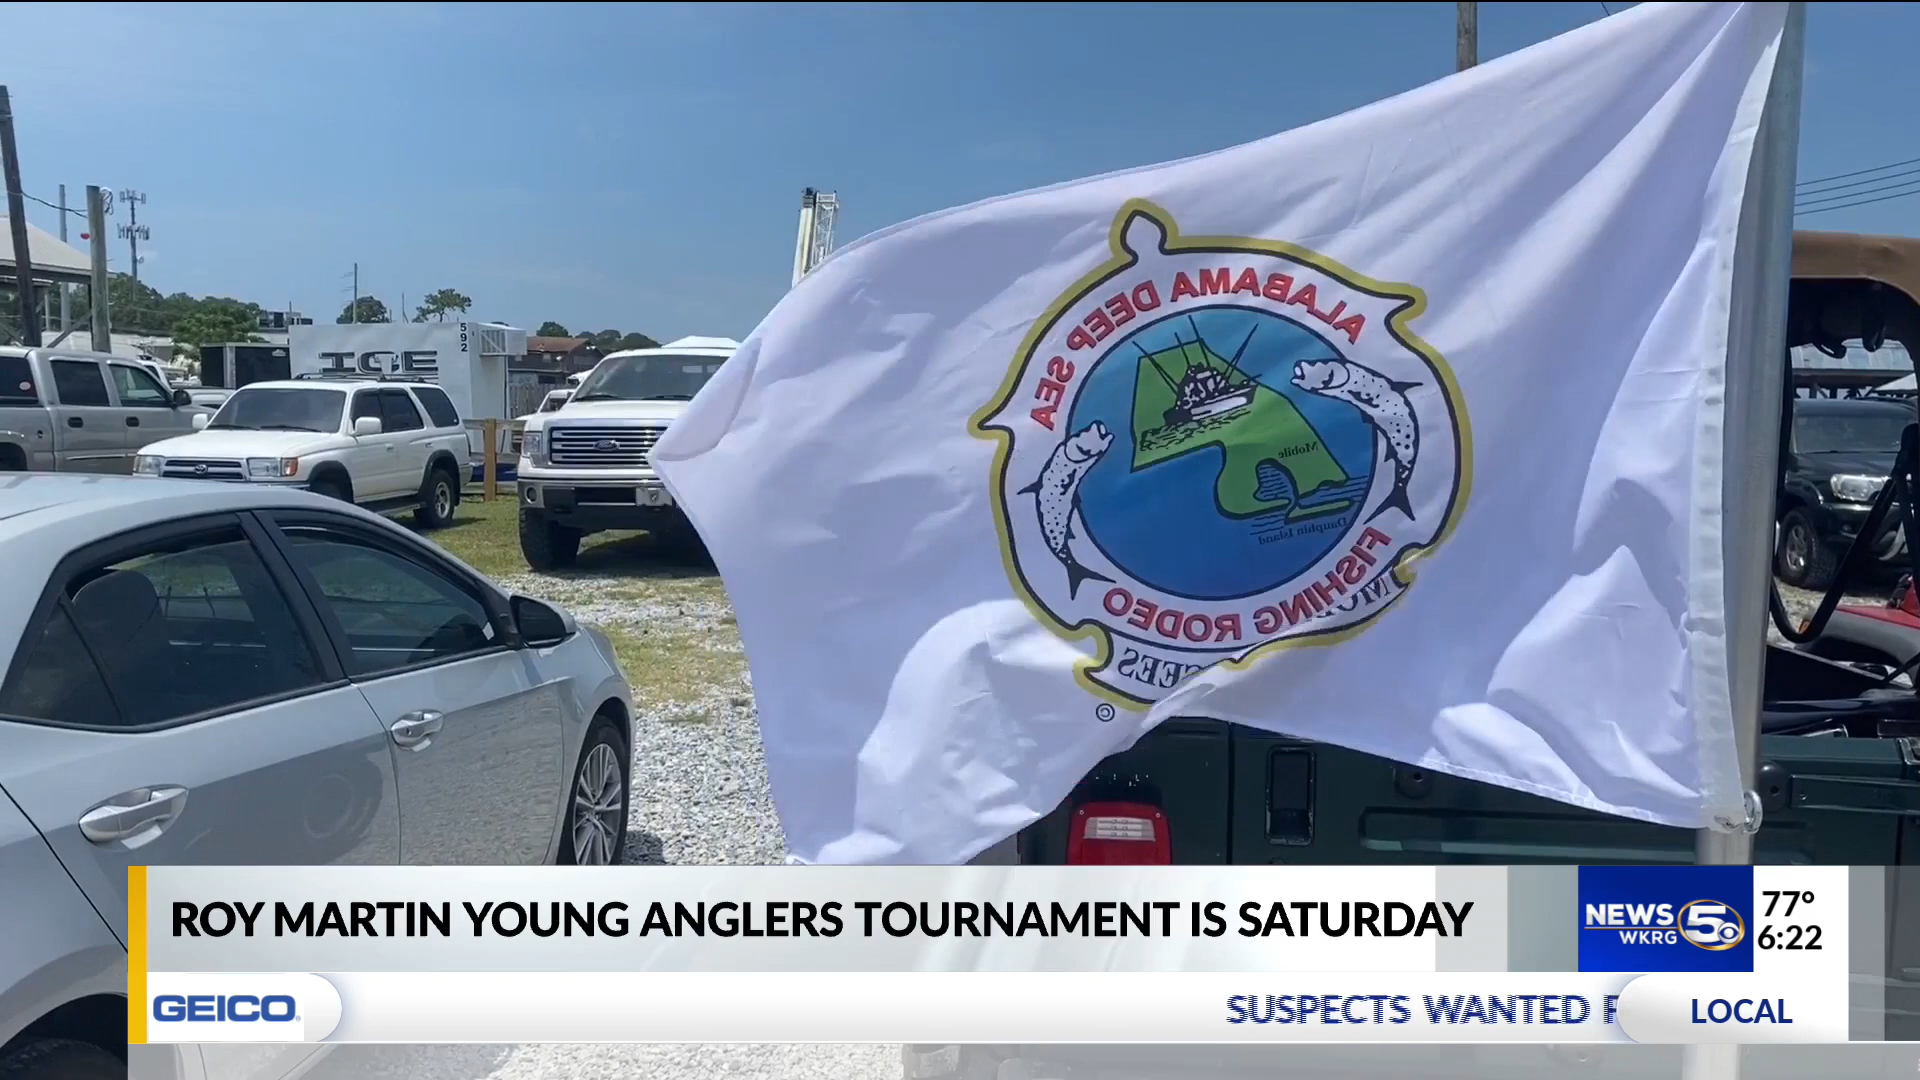 ICE
592
ALABAMA DEEP SEA
FISHING RODEO
Mobile
Dauphin Island
©
ROY MARTIN YOUNG ANGLERS TOURNAMENT IS SATURDAY
NEWS 5
WKRG
77°
6:22
GEICO
SUSPECTS WANTED
LOCAL